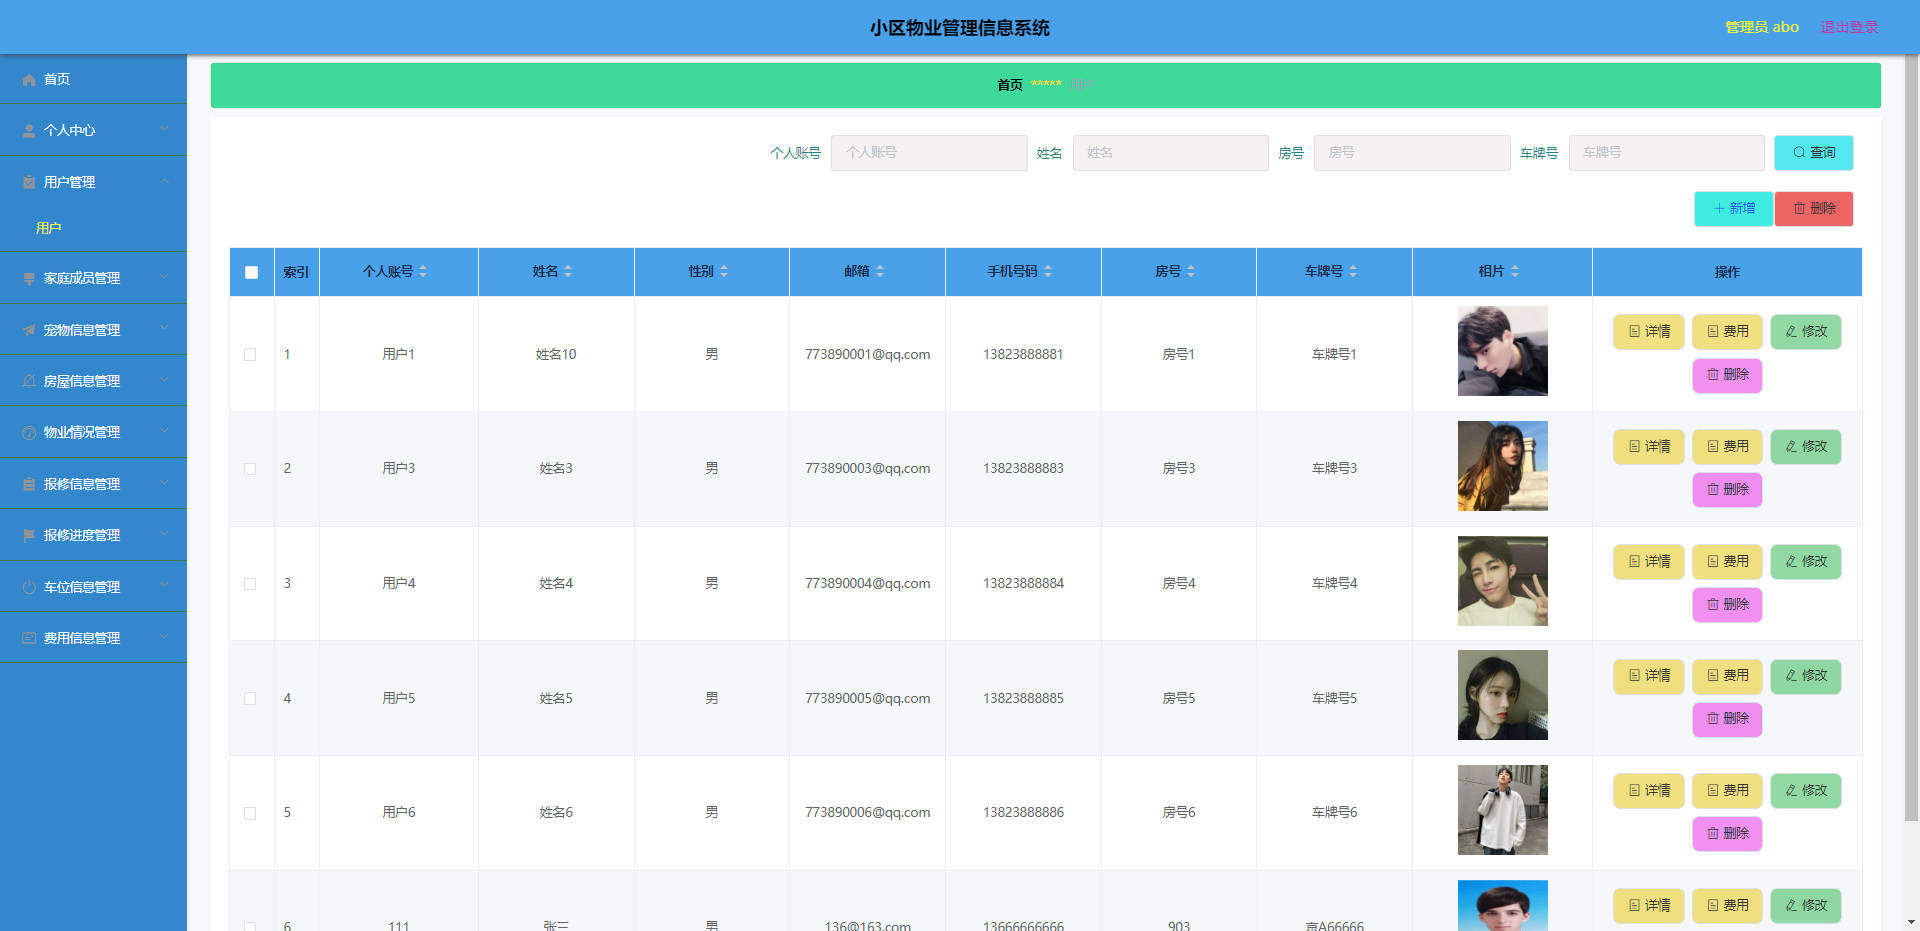 小区物业管理信息系统
管理员 abo 退出登录
首页
个人中心
用户管理
用户
家庭成员管理
宠物信息管理
房屋信息管理
物业情况管理
报修信息管理
报修进度管理
车位信息管理
费用信息管理
首页 ***** 用户
个人账号 个人账号 姓名 姓名 房号 房号 车牌号 车牌号 查询
新增 删除
索引 个人账号 姓名 性别 邮箱 手机号码 房号 车牌号 相片 操作
1 用户1 姓名10 男 773890001@qq.com 13823888881 房号1 车牌号1 详情 费用 修改
删除
2 用户3 姓名3 男 773890003@qq.com 13823888883 房号3 车牌号3 详情 费用 修改
删除
3 用户4 姓名4 男 773890004@qq.com 13823888884 房号4 车牌号4 详情 费用 修改
删除
4 用户5 姓名5 男 773890005@qq.com 13823888885 房号5 车牌号5 详情 费用 修改
删除
5 用户6 姓名6 男 773890006@qq.com 13823888886 房号6 车牌号6 详情 费用 修改
删除
6 111 张三 男 136@163.com 13666666666 903 京A66666 详情 费用 修改